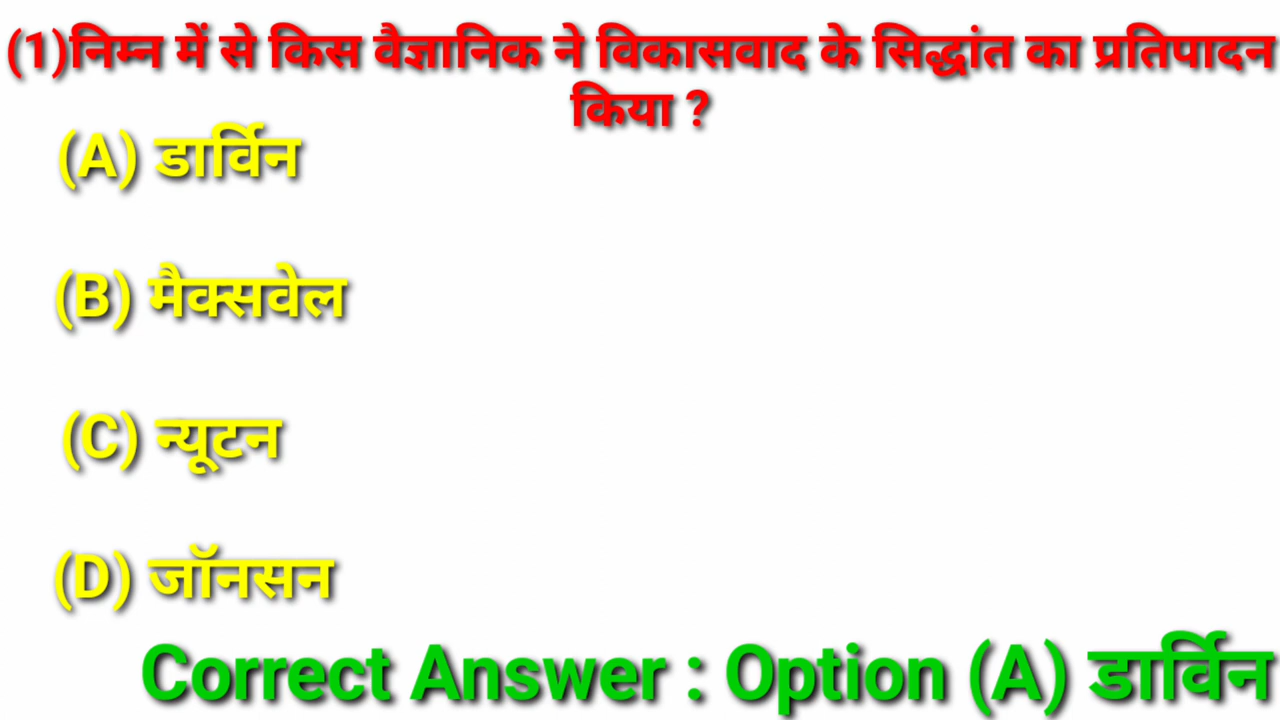 (1)निम्न में से किस वैज्ञानिक ने विकासवाद के सिद्धांत का प्रतिपादन
किया ?
(A) डार्विन
(B) मैक्सवेल
(C) न्यूटन
(D) जॉनसन
Correct Answer : Option (A) डार्विन